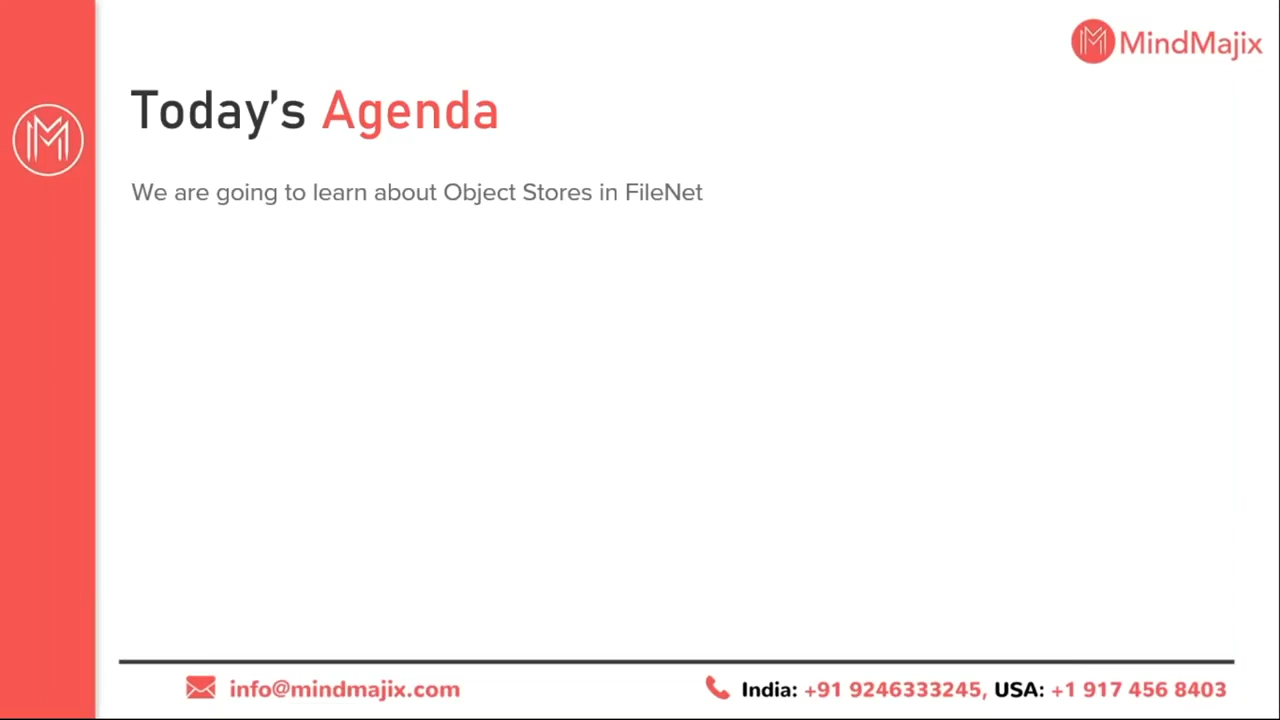 MindMajix
Today's Agenda
We are going to learn about Object Stores in FileNet
info@mindmajix.com
India: +91 9246333245, USA: +1 917 456 8403